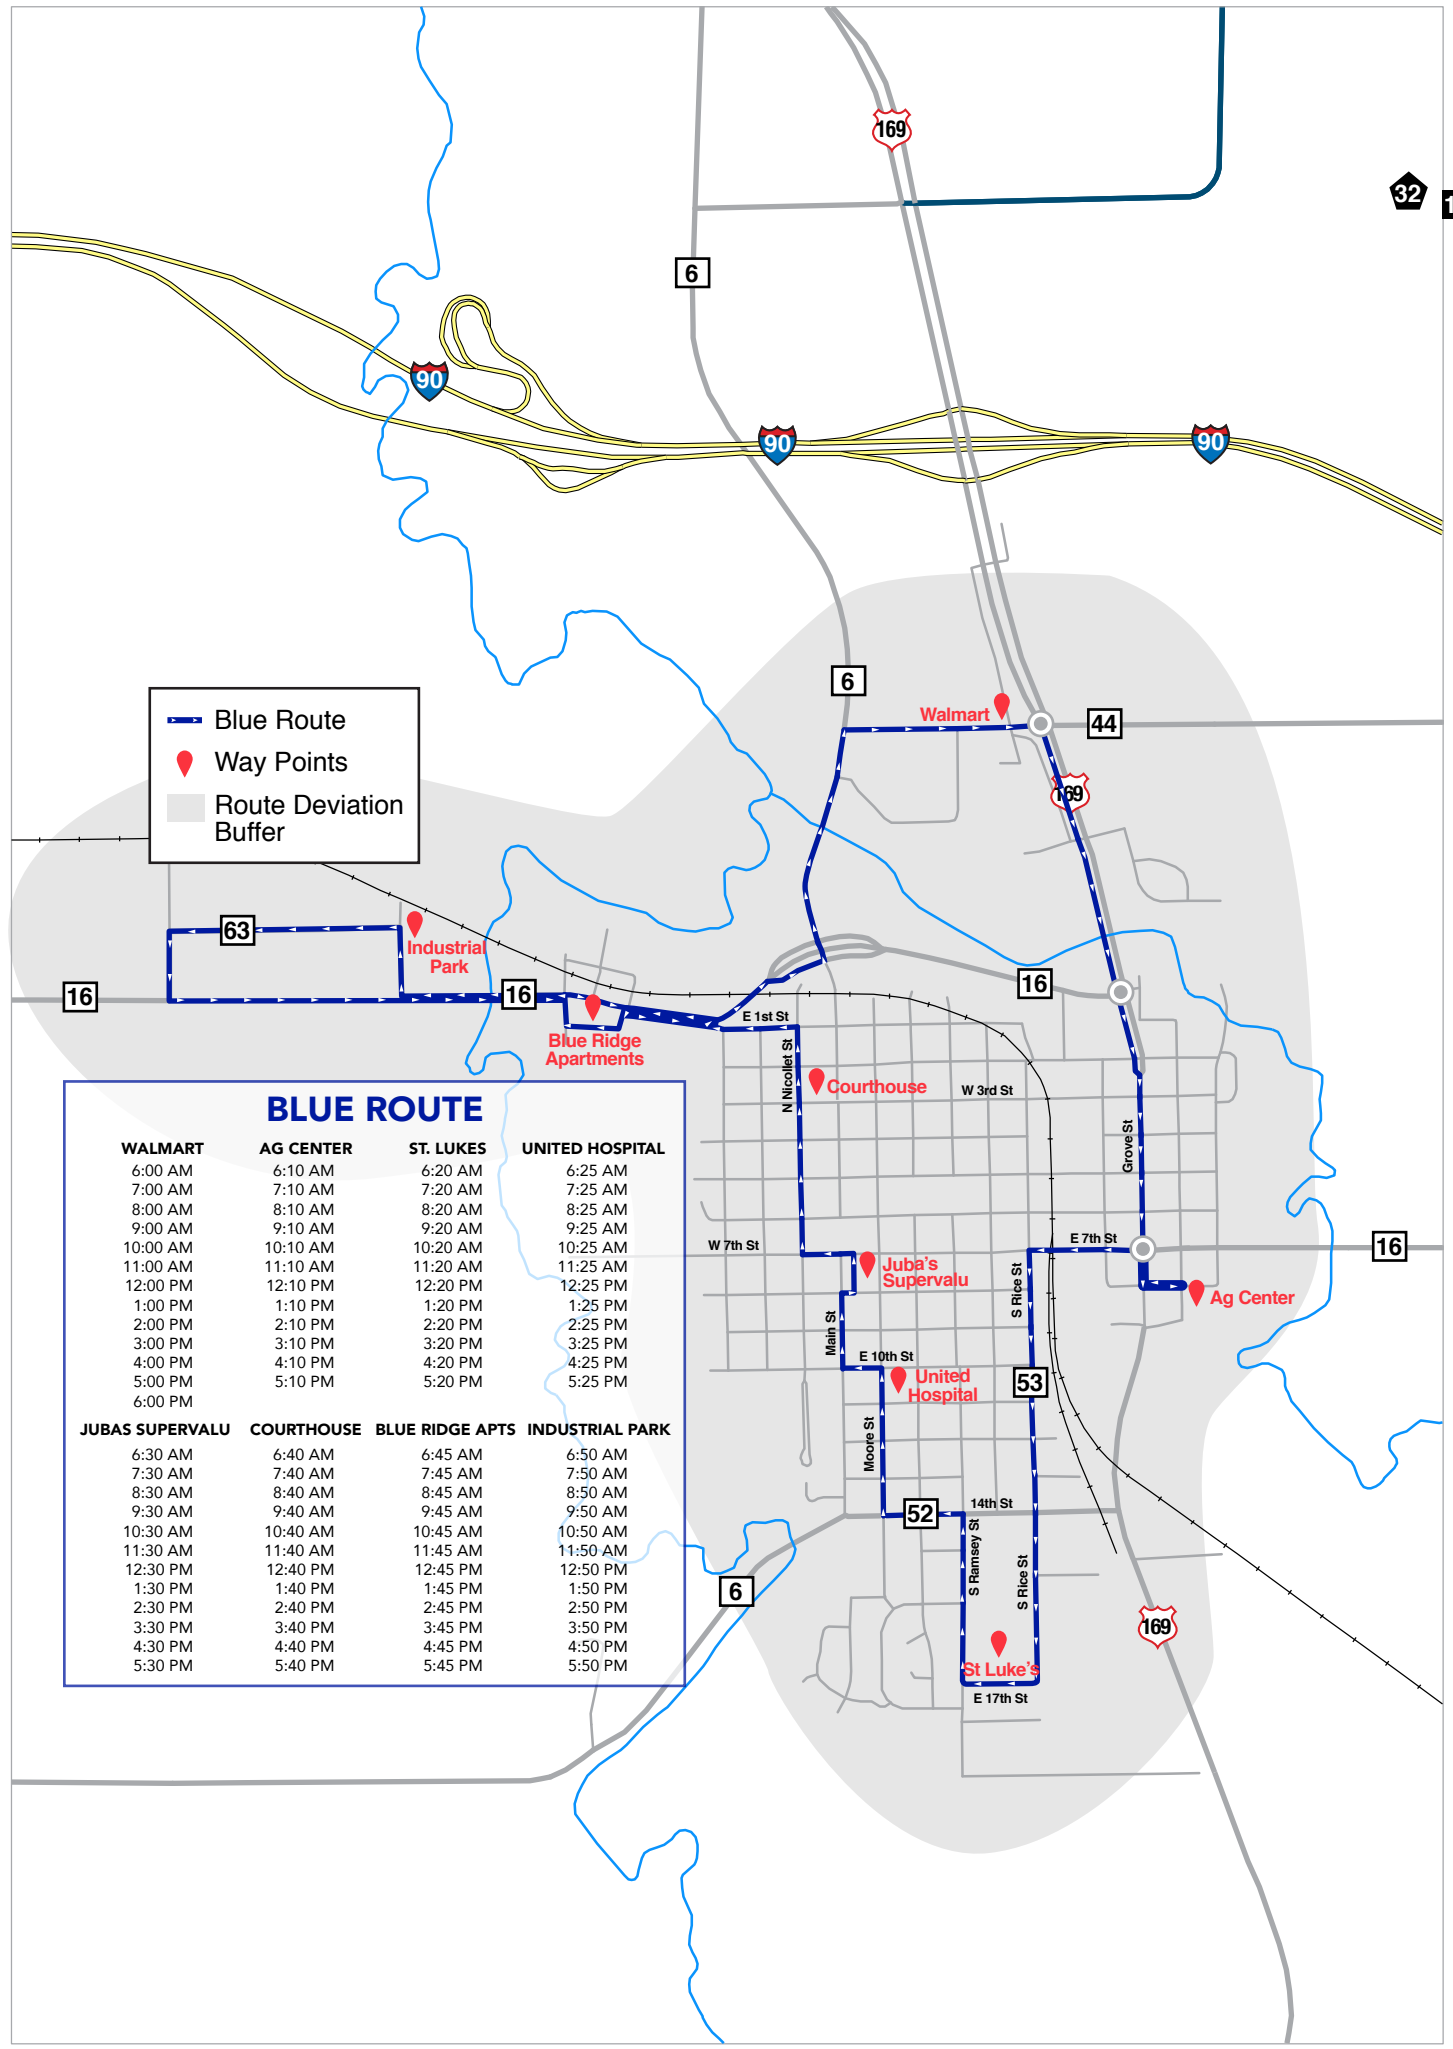 169
32
1
6
90
90
90
6
Walmart
44
169
Blue Route
Way Points
Route Deviation
Buffer
63
Industrial
Park
16
16
16
E 1st St
Blue Ridge
Apartments
N Nicollet St
Courthouse
W 3rd St
Grove St
W 7th St
E 7th St
16
Juba's
Supervalu
S Rice St
Ag Center
Main St
E 10th St
United
Hospital
53
Moore St
52
14th St
S Ramsey St
S Rice St
6
169
St Luke's
E 17th St
BLUE ROUTE
WALMART AG CENTER ST. LUKES UNITED HOSPITAL
6:00 AM 6:10 AM 6:20 AM 6:25 AM
7:00 AM 7:10 AM 7:20 AM 7:25 AM
8:00 AM 8:10 AM 8:20 AM 8:25 AM
9:00 AM 9:10 AM 9:20 AM 9:25 AM
10:00 AM 10:10 AM 10:20 AM 10:25 AM
11:00 AM 11:10 AM 11:20 AM 11:25 AM
12:00 PM 12:10 PM 12:20 PM 12:25 PM
1:00 PM 1:10 PM 1:20 PM 1:25 PM
2:00 PM 2:10 PM 2:20 PM 2:25 PM
3:00 PM 3:10 PM 3:20 PM 3:25 PM
4:00 PM 4:10 PM 4:20 PM 4:25 PM
5:00 PM 5:10 PM 5:20 PM 5:25 PM
6:00 PM
JUBAS SUPERVALU COURTHOUSE BLUE RIDGE APTS INDUSTRIAL PARK
6:30 AM 6:40 AM 6:45 AM 6:50 AM
7:30 AM 7:40 AM 7:45 AM 7:50 AM
8:30 AM 8:40 AM 8:45 AM 8:50 AM
9:30 AM 9:40 AM 9:45 AM 9:50 AM
10:30 AM 10:40 AM 10:45 AM 10:50 AM
11:30 AM 11:40 AM 11:45 AM 11:50 AM
12:30 PM 12:40 PM 12:45 PM 12:50 PM
1:30 PM 1:40 PM 1:45 PM 1:50 PM
2:30 PM 2:40 PM 2:45 PM 2:50 PM
3:30 PM 3:40 PM 3:45 PM 3:50 PM
4:30 PM 4:40 PM 4:45 PM 4:50 PM
5:30 PM 5:40 PM 5:45 PM 5:50 PM